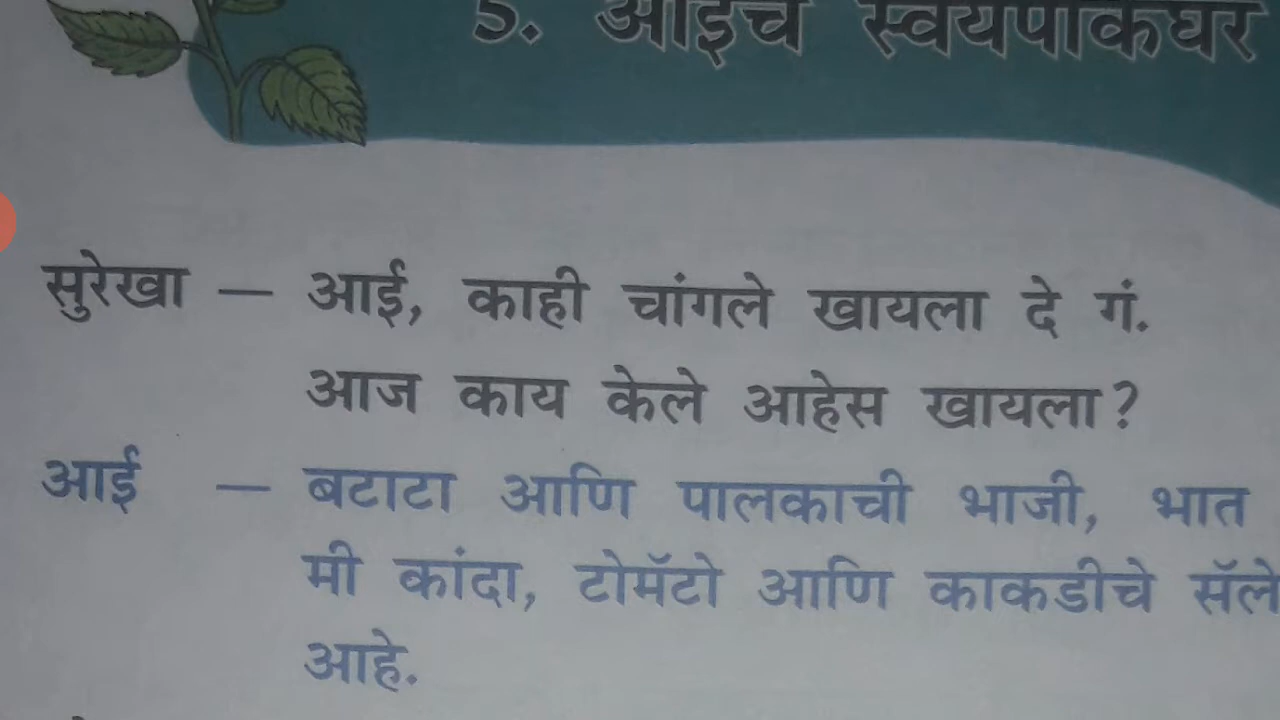 5. आईचे स्वयंपाकघर
सुरेखा – आई, काही चांगले खायला दे गं.
आज काय केले आहेस खायला?
आई – बटाटा आणि पालकाची भाजी, भात
मी कांदा, टोमॅटो आणि काकडीचे
आहे.